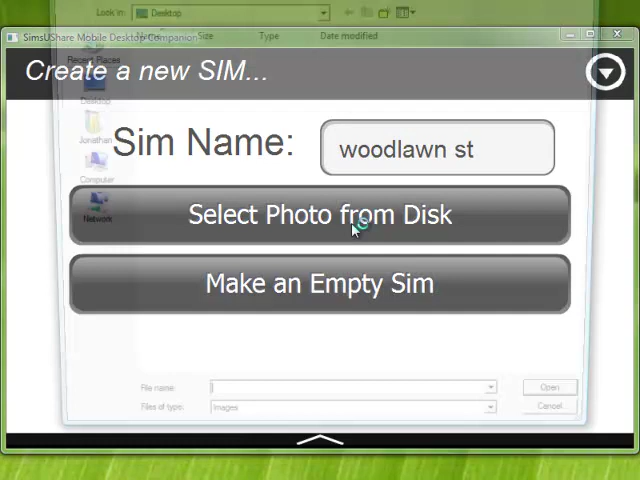 Look in: Desktop
SimsUShare Mobile Desktop Companion
Name Size Type Date modified
Recent Places
Create a new SIM...
Desktop
Sim Name: woodlawn st
Jonathan
Computer
Select Photo from Disk
Network
Make an Empty Sim
File name: Open
Files of type: Images Cancel